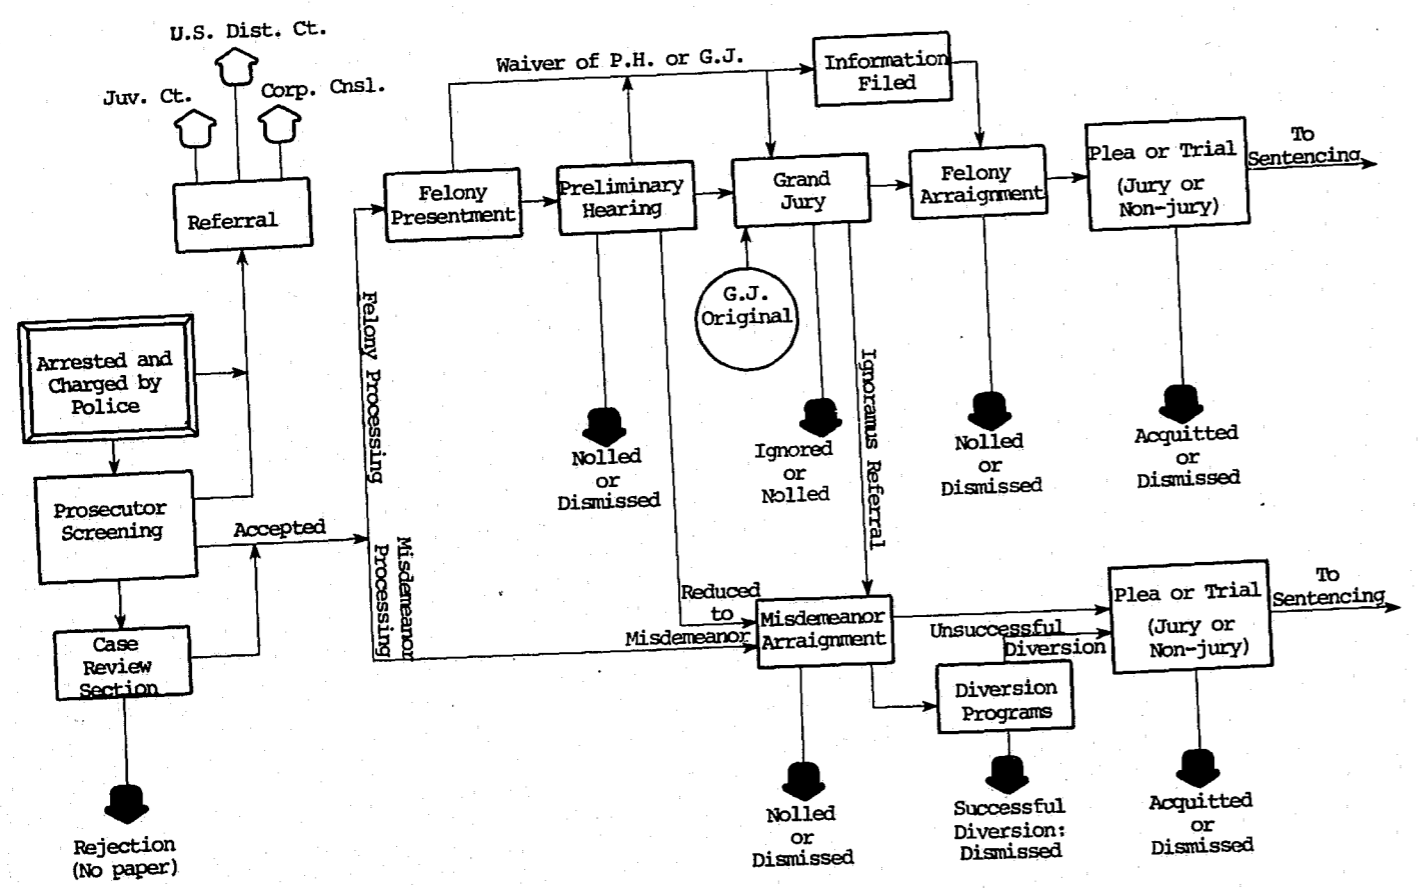 U.S. Dist. Ct.
Juv. Ct.
Corp. Cnsl.
Referral
Arrested and
Charged by
Police
Prosecutor
Screening
Accepted
Case
Review
Section
Rejection
(No paper)
Felony Processing
Misdemeanor
Processing
Waiver of P.H. or G.J.
Information
Filed
Felony
Presentment
Preliminary
Hearing
Grand
Jury
Felony
Arraignment
Plea or Trial
(Jury or
Non-jury)
To
Sentencing
G.J.
Original
Nolled
or
Dismissed
Ignored
or
Nolled
Ignoramus Referral
Nolled
or
Dismissed
Acquitted
or
Dismissed
Reduced
to
Misdemeanor
Misdemeanor
Arraignment
Unsuccessful
Diversion
Diversion
Programs
Plea or Trial
(Jury or
Non-jury)
To
Sentencing
Nolled
or
Dismissed
Successful
Diversion:
Dismissed
Acquitted
or
Dismissed